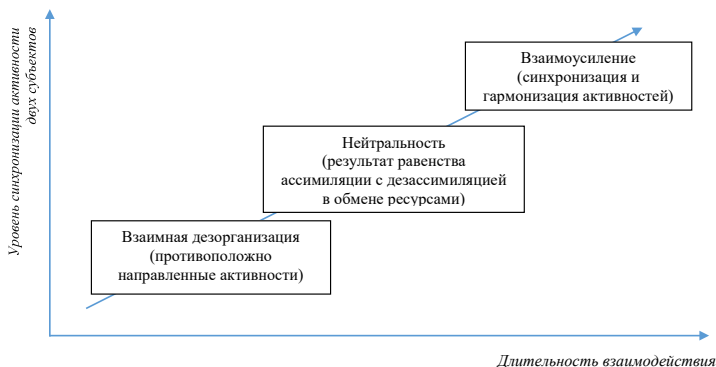 Уровень синхронизации активности
двух субъектов
Взаимоусиление
(синхронизация и
гармонизация активностей)
Нейтральность
(результат равенства
ассимиляции с дезассимиляцией
в обмене ресурсами)
Взаимная дезорганизация
(противоположно
направленные активности)
Длительность взаимодействия